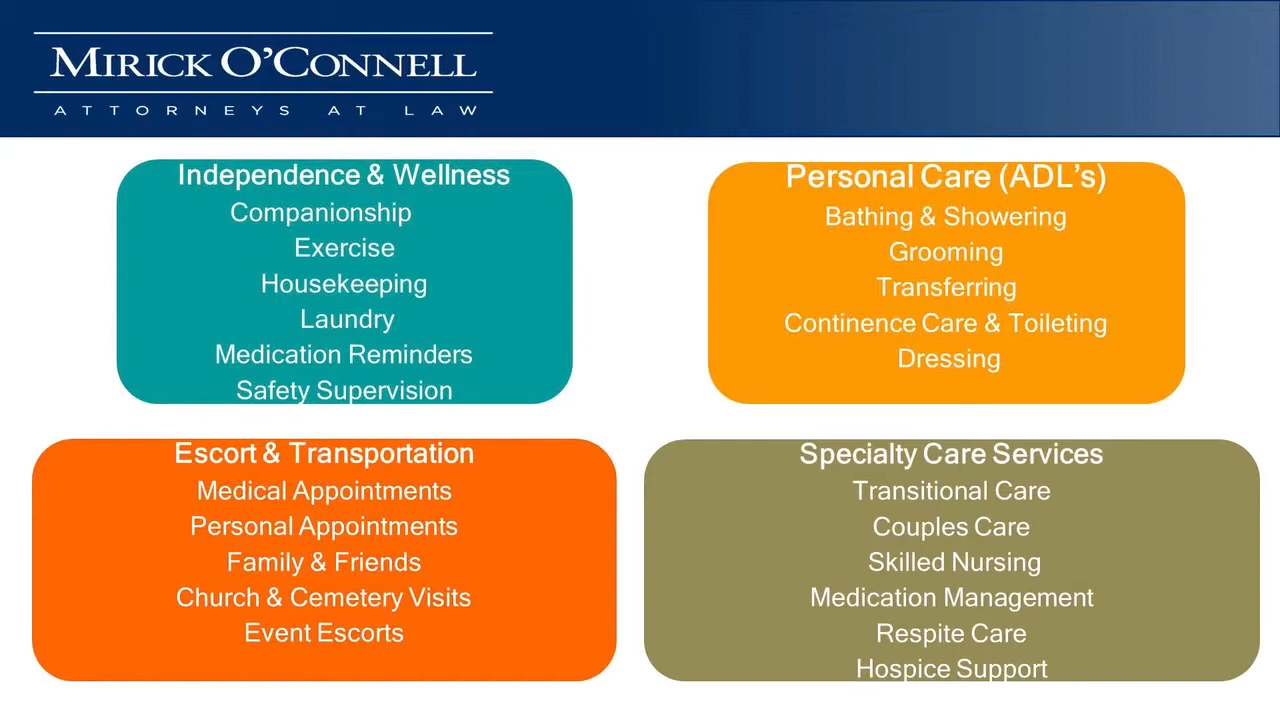 MIRICK O’CONNELL
ATTORNEYS AT LAW
Independence & Wellness
Companionship
Exercise
Housekeeping
Laundry
Medication Reminders
Safety Supervision
Personal Care (ADL’s)
Bathing & Showering
Grooming
Transferring
Continence Care & Toileting
Dressing
Escort & Transportation
Medical Appointments
Personal Appointments
Family & Friends
Church & Cemetery Visits
Event Escorts
Specialty Care Services
Transitional Care
Couples Care
Skilled Nursing
Medication Management
Respite Care
Hospice Support